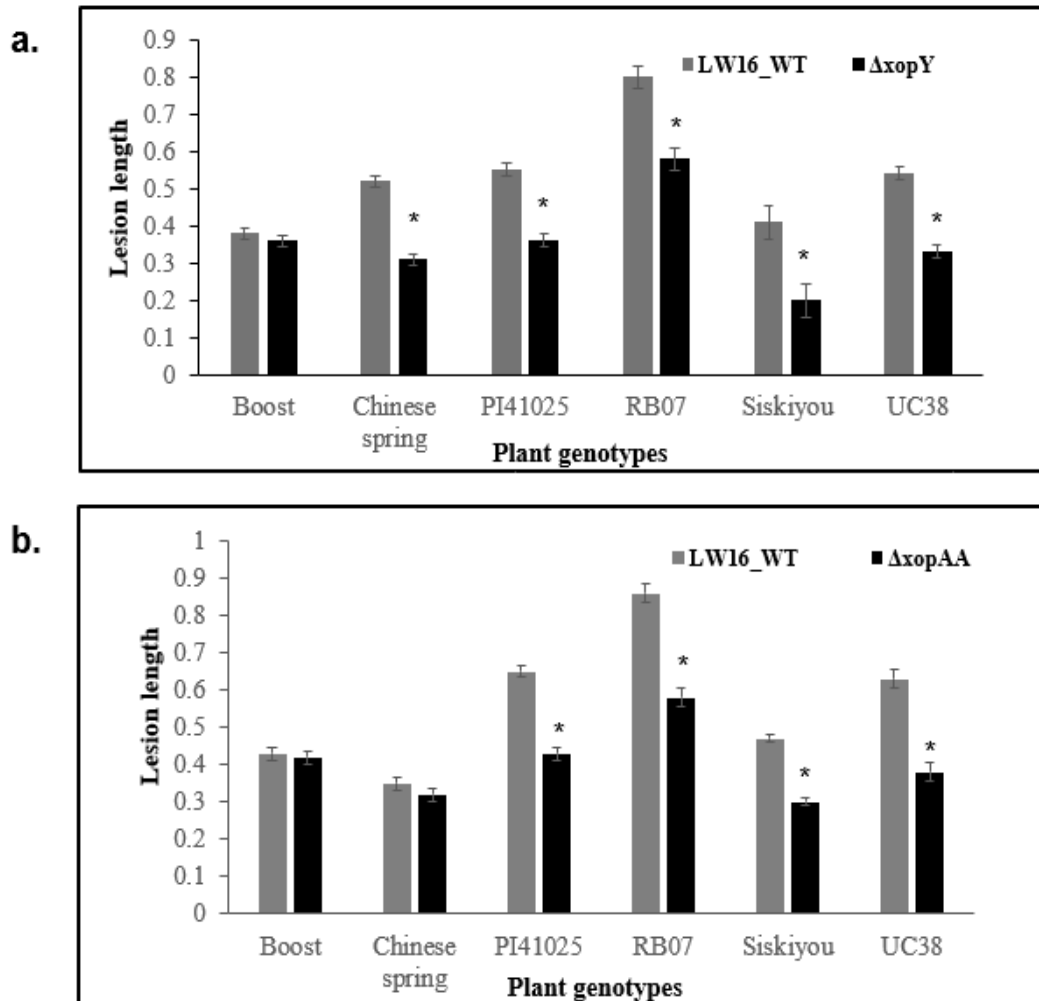 a.
0.9
0.8
0.7
0.6
0.5
0.4
0.3
0.2
0.1
0
Lesion length
LW16_WT ΔxopY
* * * * *
Boost Chinese spring PI41025 RB07 Siskiyou UC38
Plant genotypes
b.
1
0.9
0.8
0.7
0.6
0.5
0.4
0.3
0.2
0.1
0
Lesion length
LW16_WT ΔxopAA
* * * *
Boost Chinese spring PI41025 RB07 Siskiyou UC38
Plant genotypes